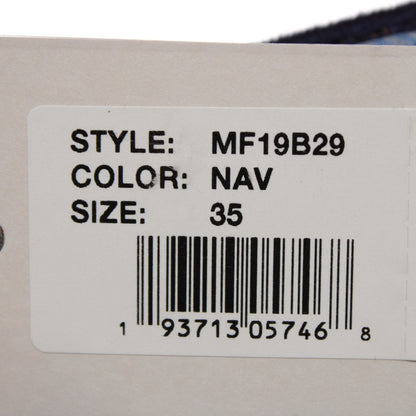 STYLE: MF19B29
COLOR: NAV
SIZE: 35
1 93713 05746 8